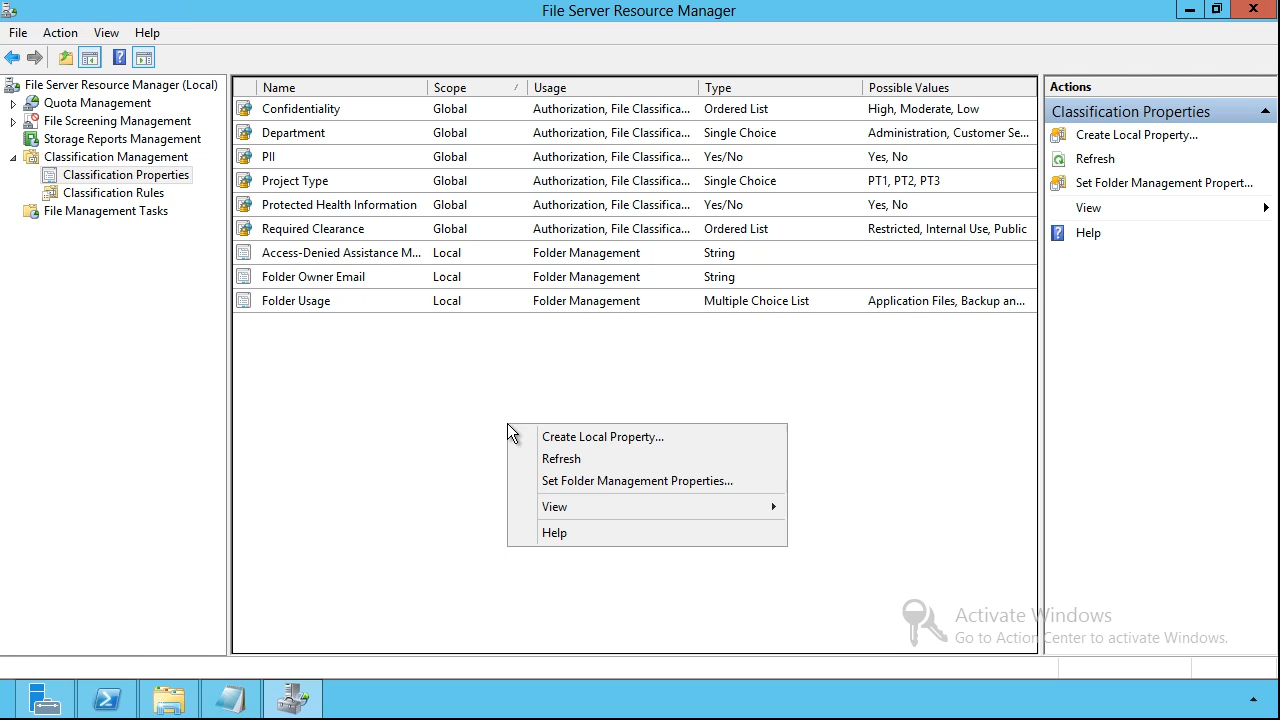 File Server Resource Manager
File Action View Help
File Server Resource Manager (Local)
Quota Management
File Screening Management
Storage Reports Management
Classification Management
Classification Properties
Classification Rules
File Management Tasks
Name Scope Usage Type Possible Values
Confidentiality Global Authorization, File Classifica... Ordered List High, Moderate, Low
Department Global Authorization, File Classifica... Single Choice Administration, Customer Se...
PII Global Authorization, File Classifica... Yes/No Yes, No
Project Type Global Authorization, File Classifica... Single Choice PT1, PT2, PT3
Protected Health Information Global Authorization, File Classifica... Yes/No Yes, No
Required Clearance Global Authorization, File Classifica... Ordered List Restricted, Internal Use, Public
Access-Denied Assistance M... Local Folder Management String
Folder Owner Email Local Folder Management String
Folder Usage Local Folder Management Multiple Choice List Application Files, Backup an...
Create Local Property...
Refresh
Set Folder Management Properties...
View
Help
Actions
Classification Properties
Create Local Property...
Refresh
Set Folder Management Propert...
View
Help
Activate Windows
Go to Action Center to activate Windows.